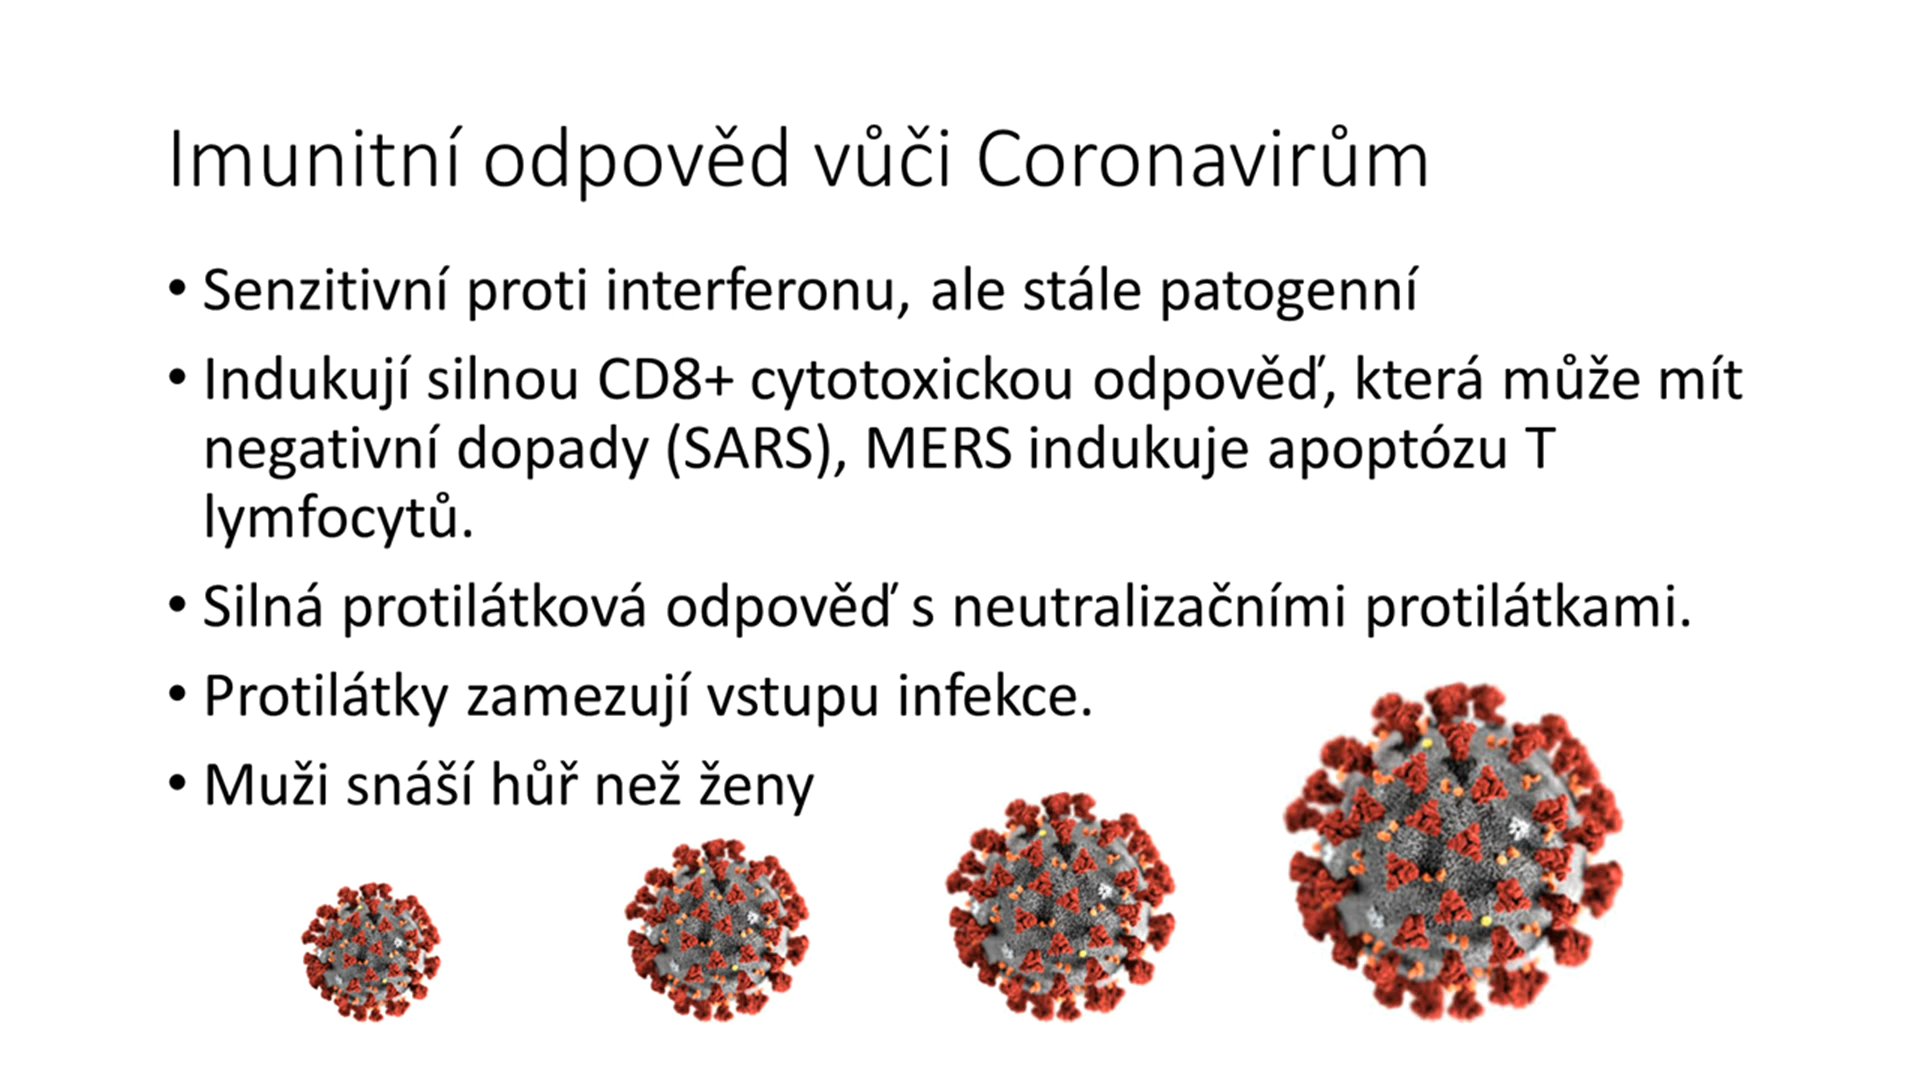 Imunitní odpověd vůči Coronavirům
• Senzitivní proti interferonu, ale stále patogenní
• Indukují silnou CD8+ cytotoxickou odpověď, která může mít
negativní dopady (SARS), MERS indukuje apoptózu T
lymfocytů.
• Silná protilátková odpověď s neutralizačními protilátkami.
• Protilátky zamezují vstupu infekce.
• Muži snáší hůř než ženy